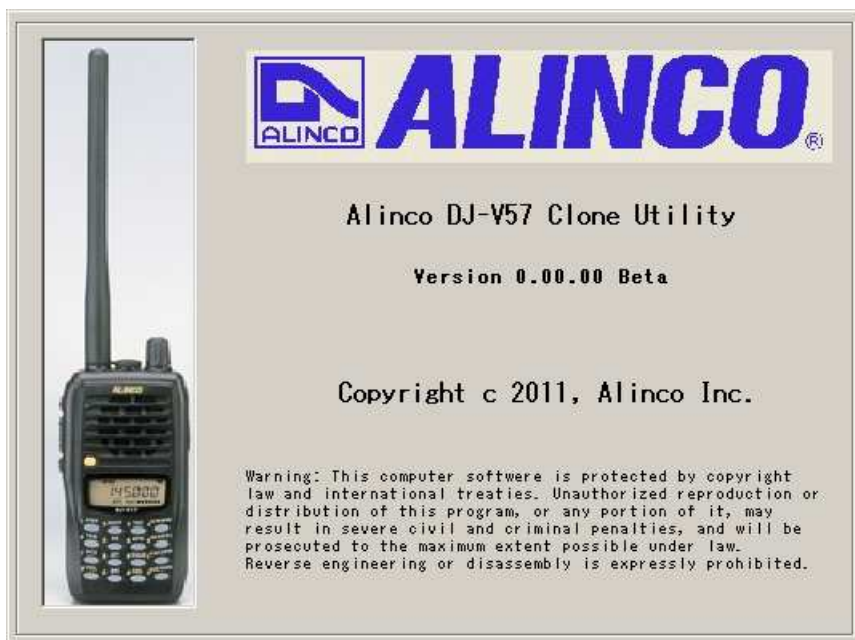 ALINCO
ALINCO®
Alinco DJ-V57 Clone Utility
Version 0.00.00 Beta
Copyright c 2011, Alinco Inc.
Warning: This computer softwere is protected by copyright
law and international treaties. Unauthorized reproduction or
distribution of this program, or any portion of it, may
result in severe civil and criminal penalties, and will be
prosecuted to the maximum extent possible under law.
Reverse engineering or disassembly is expressly prohibited.
ALINCO
145000